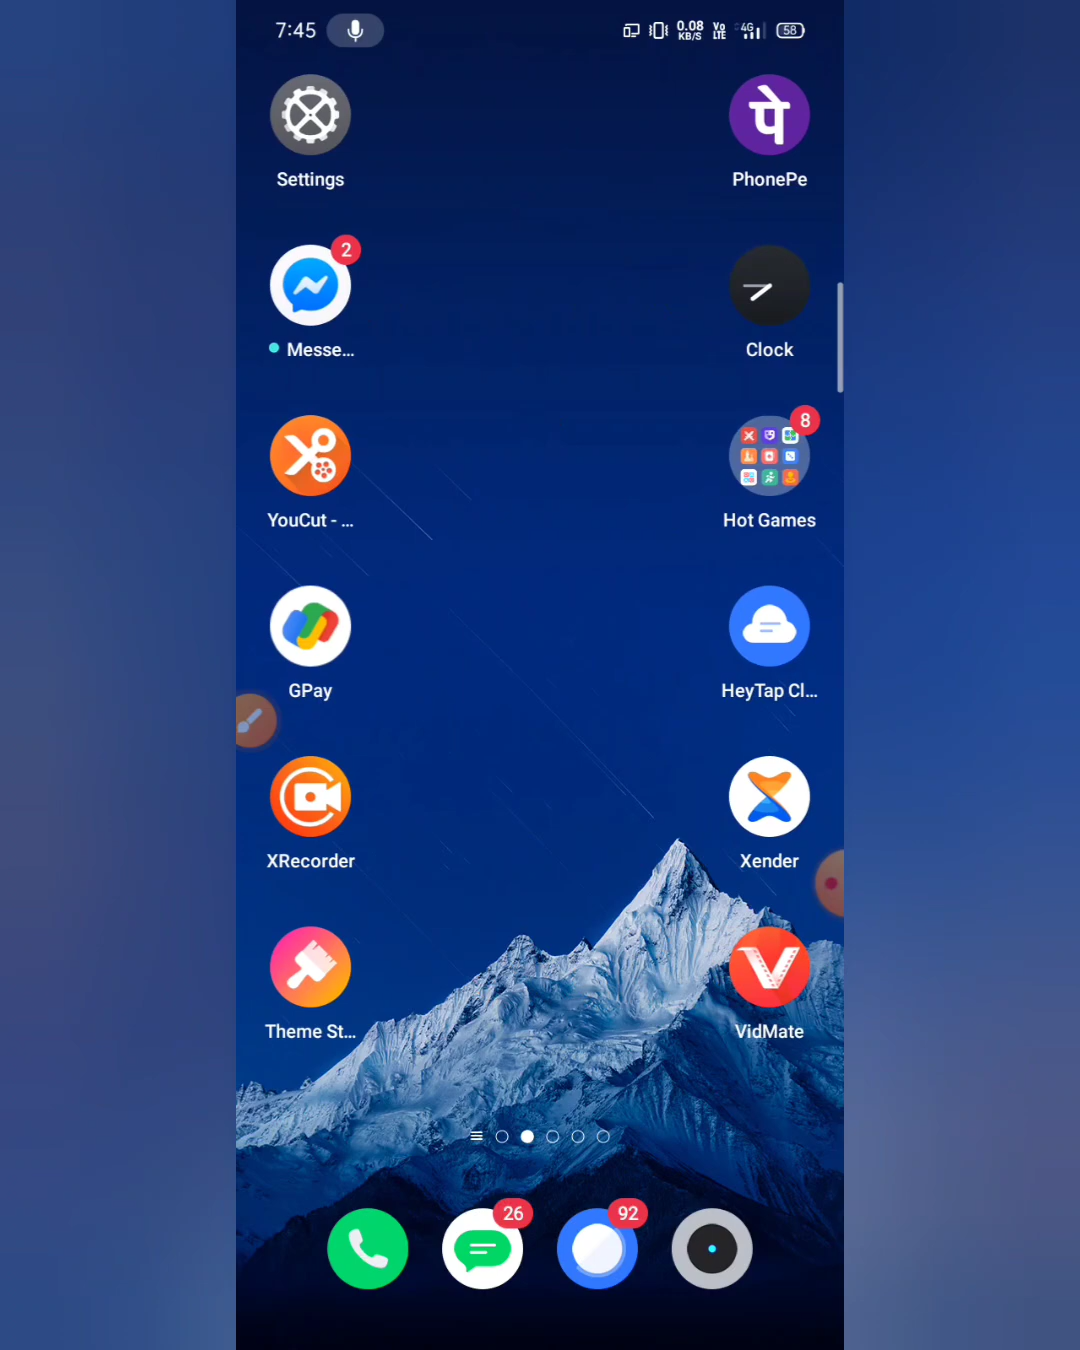 7:45
0.08
KB/S
Vo
LTE
4G
58
Settings
पे
PhonePe
2
Messe...
Clock
YouCut - ...
8
Hot Games
GPay
HeyTap Cl...
XRecorder
Xender
Theme St...
VidMate
26
92